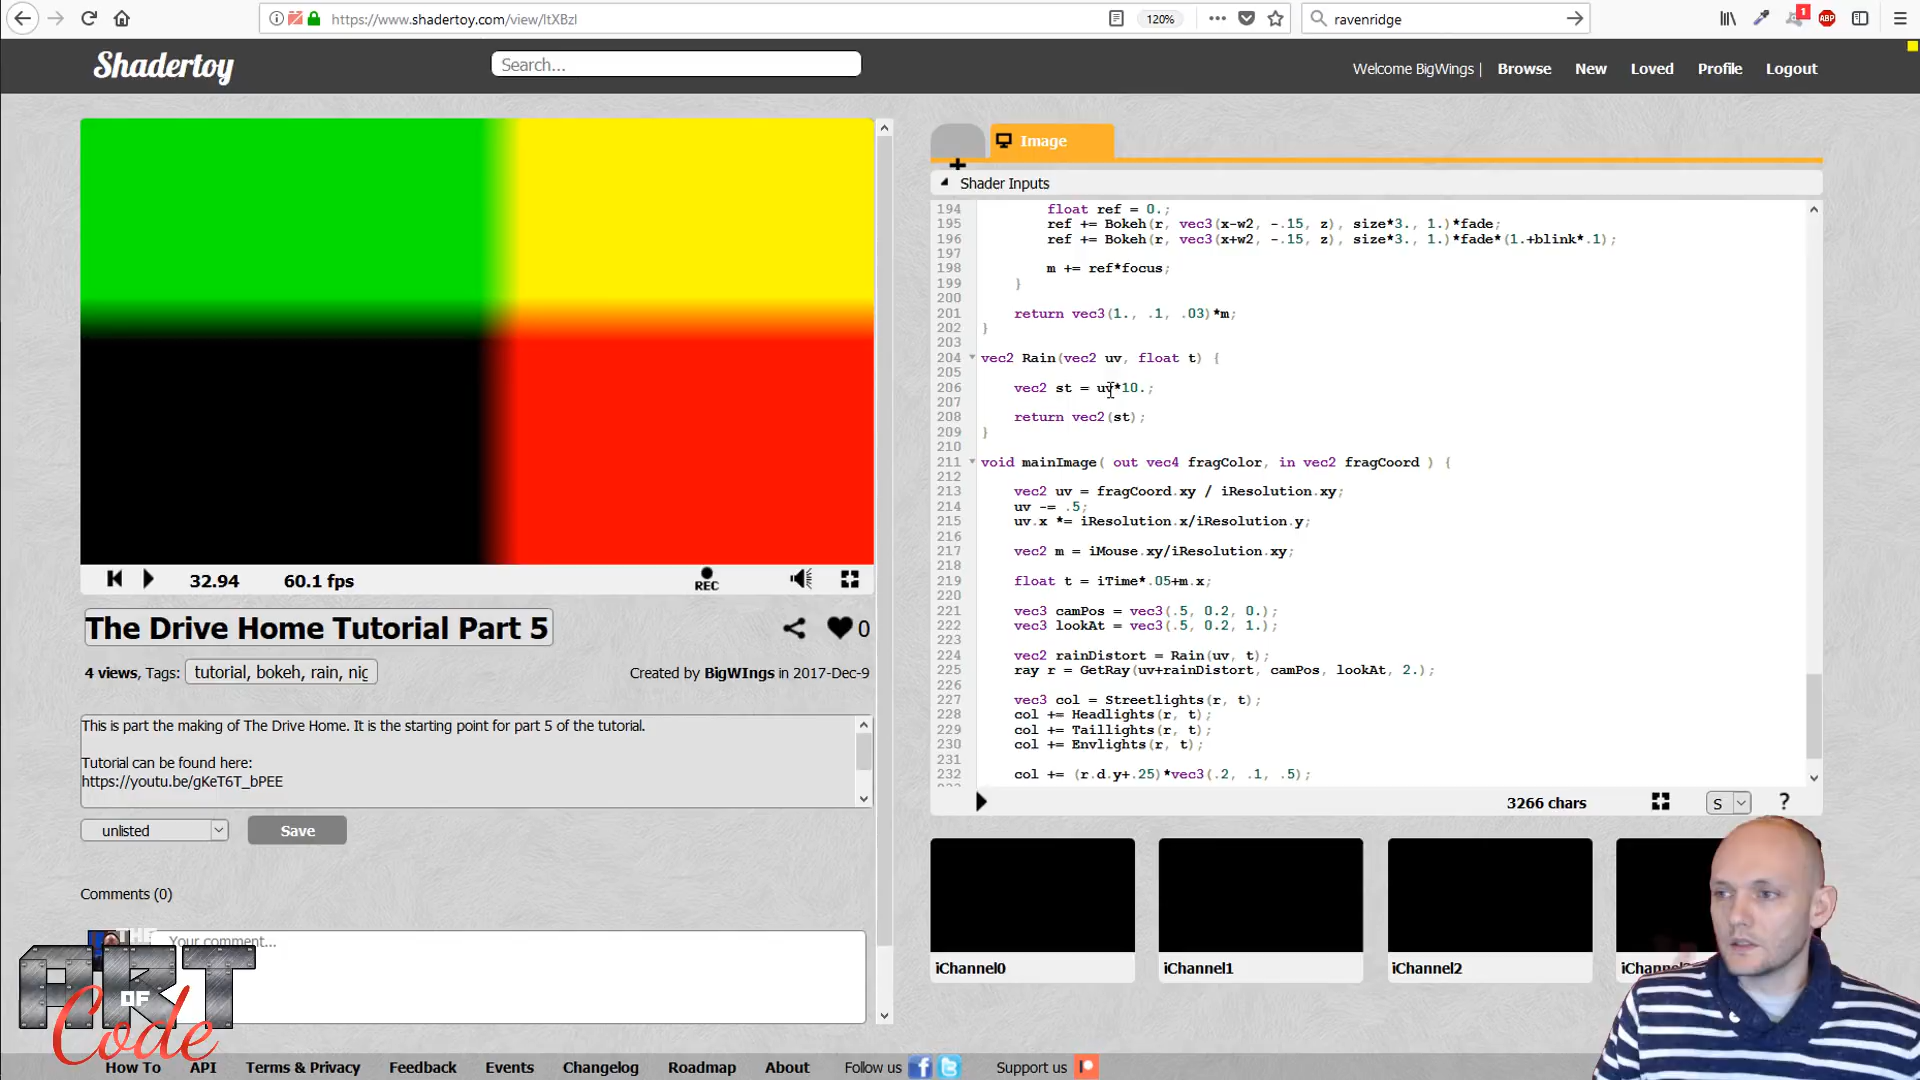 https://www.shadertoy.com/view/ltXBzl
120%
ravenridge
1
ABP
Shadertoy
Search...
Welcome BigWings | Browse New Loved Profile Logout
Image
Shader Inputs
194 float ref = 0.;
195 ref += Bokeh(r, vec3(x-w2, -.15, z), size*3., 1.)*fade;
196 ref += Bokeh(r, vec3(x+w2, -.15, z), size*3., 1.)*fade*(1.+blink*.1);
197
198 m += ref*focus;
199 }
200
201 return vec3(1., .1, .03)*m;
202 }
203
204 vec2 Rain(vec2 uv, float t) {
205
206 vec2 st = uv*10.;
207
208 return vec2(st);
209 }
210
211 void mainImage( out vec4 fragColor, in vec2 fragCoord ) {
212
213 vec2 uv = fragCoord.xy / iResolution.xy;
214 uv -= .5;
215 uv.x *= iResolution.x/iResolution.y;
216
217 vec2 m = iMouse.xy/iResolution.xy;
218
219 float t = iTime*.05+m.x;
220
221 vec3 camPos = vec3(.5, 0.2, 0.);
222 vec3 lookAt = vec3(.5, 0.2, 1.);
223
224 vec2 rainDistort = Rain(uv, t);
225 ray r = GetRay(uv+rainDistort, camPos, lookAt, 2.);
226
227 vec3 col = Streetlights(r, t);
228 col += Headlights(r, t);
229 col += Taillights(r, t);
230 col += Envlights(r, t);
231
232 col += (r.d.y+.25)*vec3(.2, .1, .5);
3266 chars
S
?
32.94 60.1 fps
REC
The Drive Home Tutorial Part 5
0
4 views, Tags: tutorial, bokeh, rain, nig
Created by BigWIngs in 2017-Dec-9
This is part the making of The Drive Home. It is the starting point for part 5 of the tutorial.
Tutorial can be found here:
https://youtu.be/gKeT6T_bPEE
unlisted
Save
Comments (0)
Your comment...
iChannel0
iChannel1
iChannel2
THE
ART
OF
Code
How To API Terms & Privacy Feedback Events Changelog Roadmap About Follow us Support us